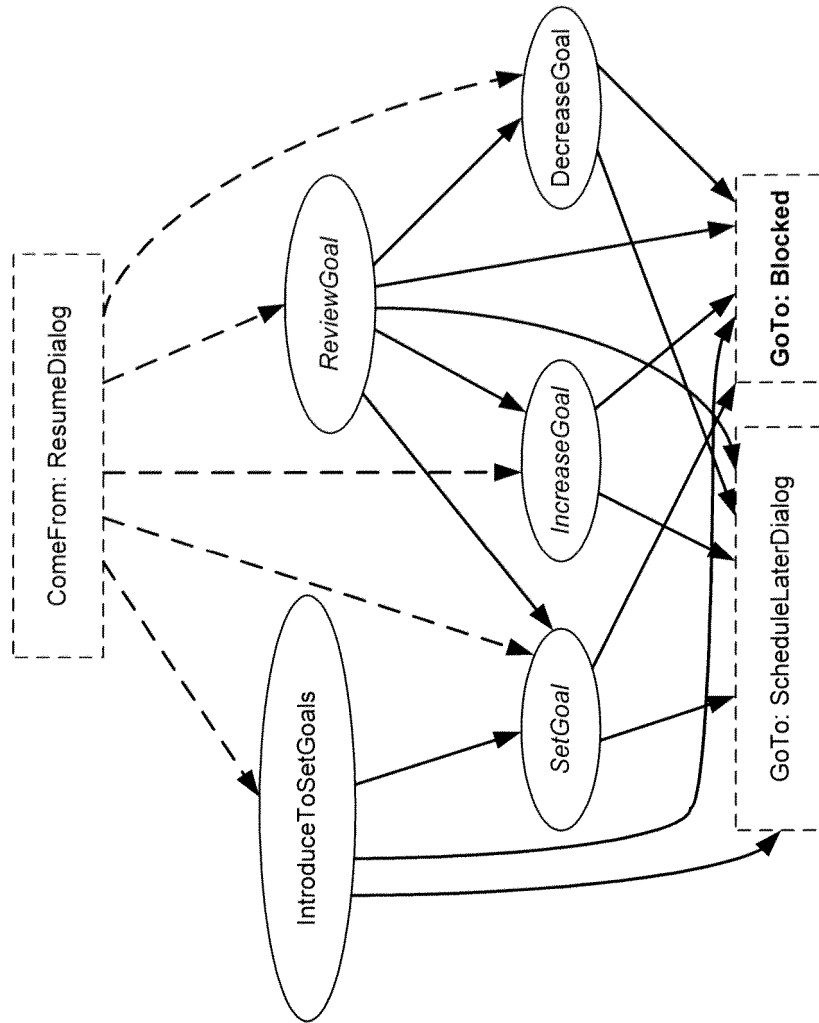 ComeFrom: ResumeDialog
IntroduceToSetGoals
ReviewGoal
SetGoal
IncreaseGoal
DecreaseGoal
GoTo: ScheduleLaterDialog
GoTo: Blocked